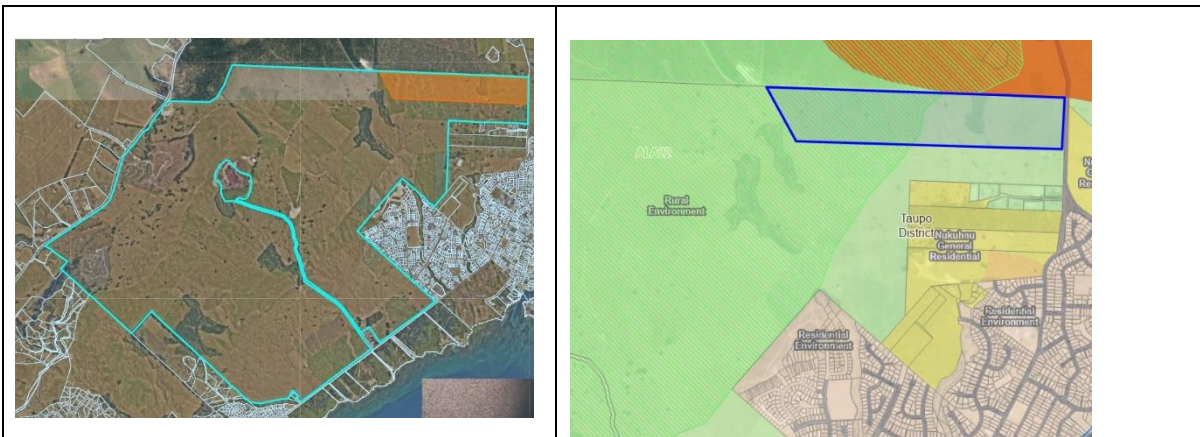 ALA22
Rural
Environment
Taupo
District
Nukuhau
General
Residential
Residential
Environment
Residential
Environment